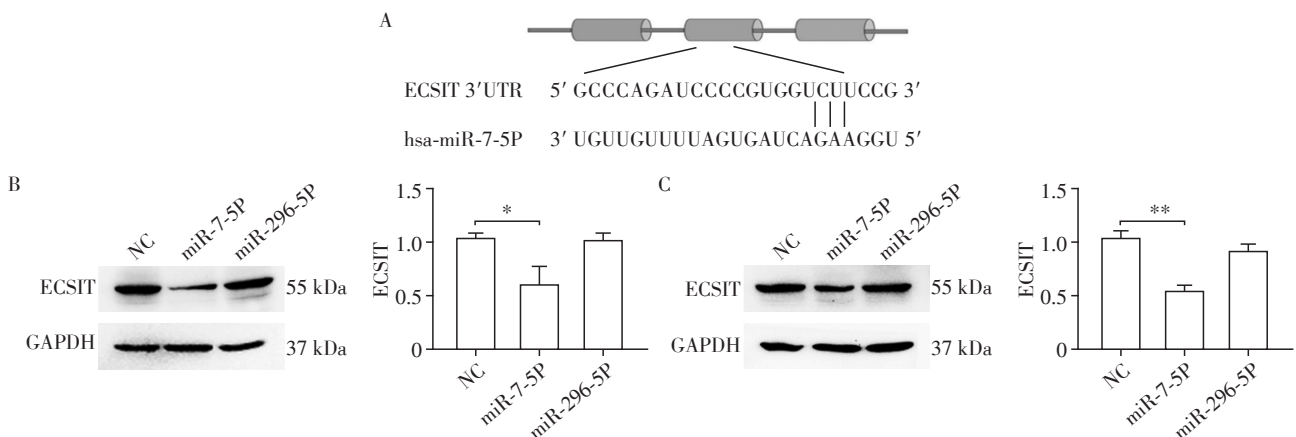 A
ECSIT 3′UTR 5′ GCCCAGAUCCCCGUGGUCUUCCG 3′
hsa-miR-7-5P 3′ UGUUGUUUUAGUGAUCAGAAGGU 5′
B
NC miR-7-5P miR-296-5P
ECSIT 55 kDa
GAPDH 37 kDa
ECSIT
1.5
1.0
0.5
0
*
NC miR-7-5P miR-296-5P
C
NC miR-7-5P miR-296-5P
ECSIT 55 kDa
GAPDH 37 kDa
ECSIT
1.5
1.0
0.5
0
**
NC miR-7-5P miR-296-5P